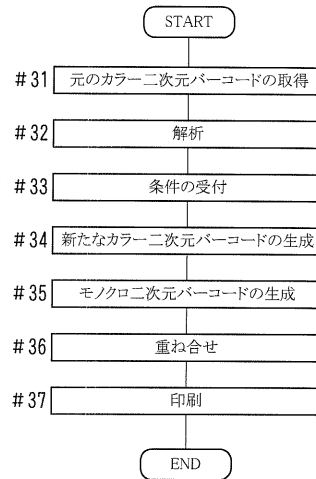 START
#31 元のカラー二次元バーコードの取得
#32 解析
#33 条件の受付
#34 新たなカラー二次元バーコードの生成
#35 モノクロ二次元バーコードの生成
#36 重ね合せ
#37 印刷
END